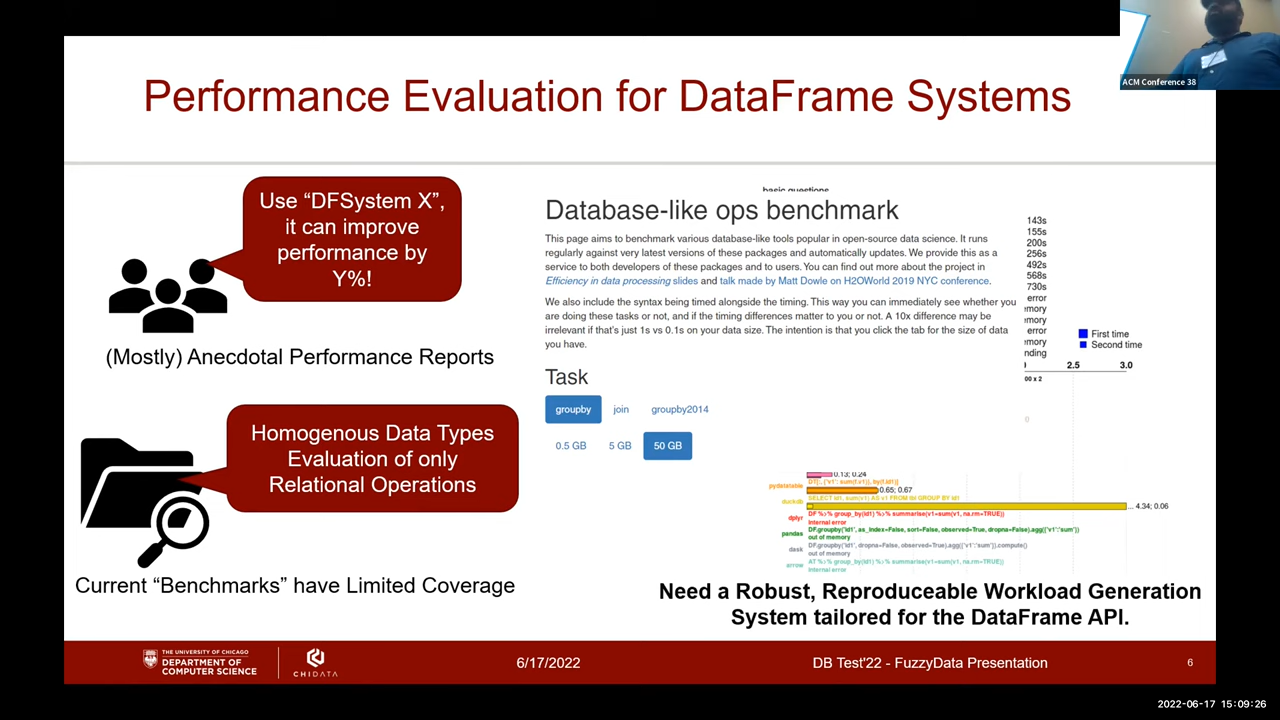 ACM Conference 38
Performance Evaluation for DataFrame Systems
Use “DFSystem X”,
it can improve
performance by
Y%!
(Mostly) Anecdotal Performance Reports
Homogenous Data Types
Evaluation of only
Relational Operations
Current “Benchmarks” have Limited Coverage
basic questions
Database-like ops benchmark
This page aims to benchmark various database-like tools popular in open-source data science. It runs
regularly against very latest versions of these packages and automatically updates. We provide this as a
service to both developers of these packages and to users. You can find out more about the project in
Efficiency in data processing slides and talk made by Matt Dowle on H2OWorld 2019 NYC conference.
We also include the syntax being timed alongside the timing. This way you can immediately see whether you
are doing these tasks or not, and if the timing differences matter to you or not. A 10x difference may be
irrelevant if that's just 1s vs 0.1s on your data size. The intention is that you click the tab for the size of data
you have.
Task
groupby join groupby2014
0.5 GB 5 GB 50 GB
143s
155s
200s
256s
492s
568s
730s
error
emory
error
emory
nding
First time
Second time
2.5 3.0
00 x 2
0.13; 0.24
pydatatable
DT[:, {'v1': sum(f.v1)}, by(f.id1)]
0.65; 0.67
duckdb
SELECT id1, sum(v1) AS v1 FROM tbl GROUP BY id1
... 4.34; 0.06
dplyr
DF %>% group_by(id1) %>% summarise(v1=sum(v1, na.rm=TRUE))
internal error
pandas
DF.groupby('id1', as_index=False, sort=False, observed=True, dropna=False).agg({'v1':'sum'})
out of memory
dask
DF.groupby('id1', dropna=False, observed=True).agg({'v1':'sum'}).compute()
out of memory
arrow
AT %>% group_by(id1) %>% summarise(v1=sum(v1, na.rm=TRUE))
internal error
Need a Robust, Reproduceable Workload Generation
System tailored for the DataFrame API.
THE UNIVERSITY OF CHICAGO
DEPARTMENT OF
COMPUTER SCIENCE
CHIDATA
6/17/2022
DB Test'22 - FuzzyData Presentation
6
2022-06-17 15:09:26